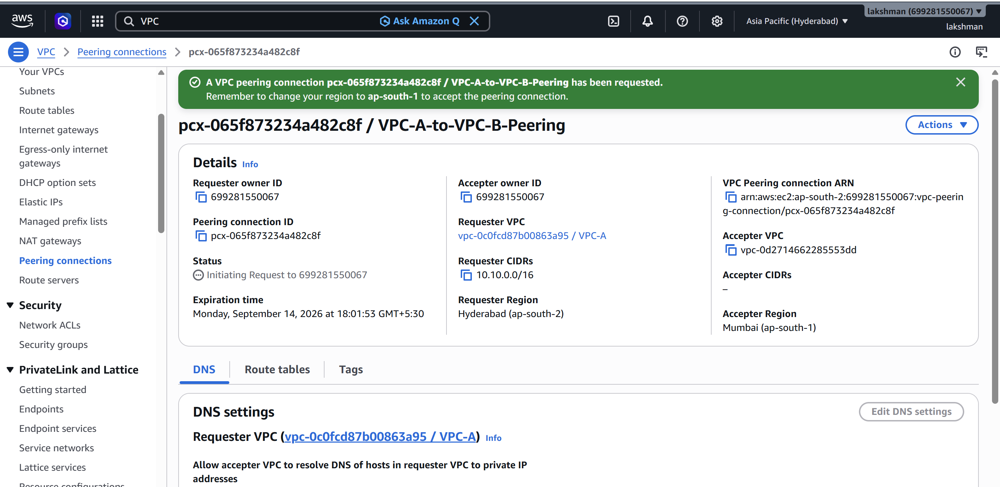 aws
VPC
Ask Amazon Q
Asia Pacific (Hyderabad)
lakshman (699281550067)
lakshman
VPC
Peering connections
pcx-065f873234a482c8f
Your VPCs
Subnets
Route tables
Internet gateways
Egress-only internet
gateways
DHCP option sets
Elastic IPs
Managed prefix lists
NAT gateways
Peering connections
Route servers
Security
Network ACLs
Security groups
PrivateLink and Lattice
Getting started
Endpoints
Endpoint services
Service networks
Lattice services
Resource configurations
A VPC peering connection pcx-065f873234a482c8f / VPC-A-to-VPC-B-Peering has been requested.
Remember to change your region to ap-south-1 to accept the peering connection.
pcx-065f873234a482c8f / VPC-A-to-VPC-B-Peering
Actions
Details Info
Requester owner ID
699281550067
Peering connection ID
pcx-065f873234a482c8f
Status
Initiating Request to 699281550067
Expiration time
Monday, September 14, 2026 at 18:01:53 GMT+5:30
Accepter owner ID
699281550067
Requester VPC
vpc-0c0fcd87b00863a95 / VPC-A
Requester CIDRs
10.10.0.0/16
Requester Region
Hyderabad (ap-south-2)
VPC Peering connection ARN
arn:aws:ec2:ap-south-2:699281550067:vpc-peerin
g-connection/pcx-065f873234a482c8f
Accepter VPC
vpc-0d2714662285553dd
Accepter CIDRs
–
Accepter Region
Mumbai (ap-south-1)
DNS
Route tables
Tags
DNS settings
Edit DNS settings
Requester VPC (vpc-0c0fcd87b00863a95 / VPC-A) Info
Allow accepter VPC to resolve DNS of hosts in requester VPC to private IP
addresses